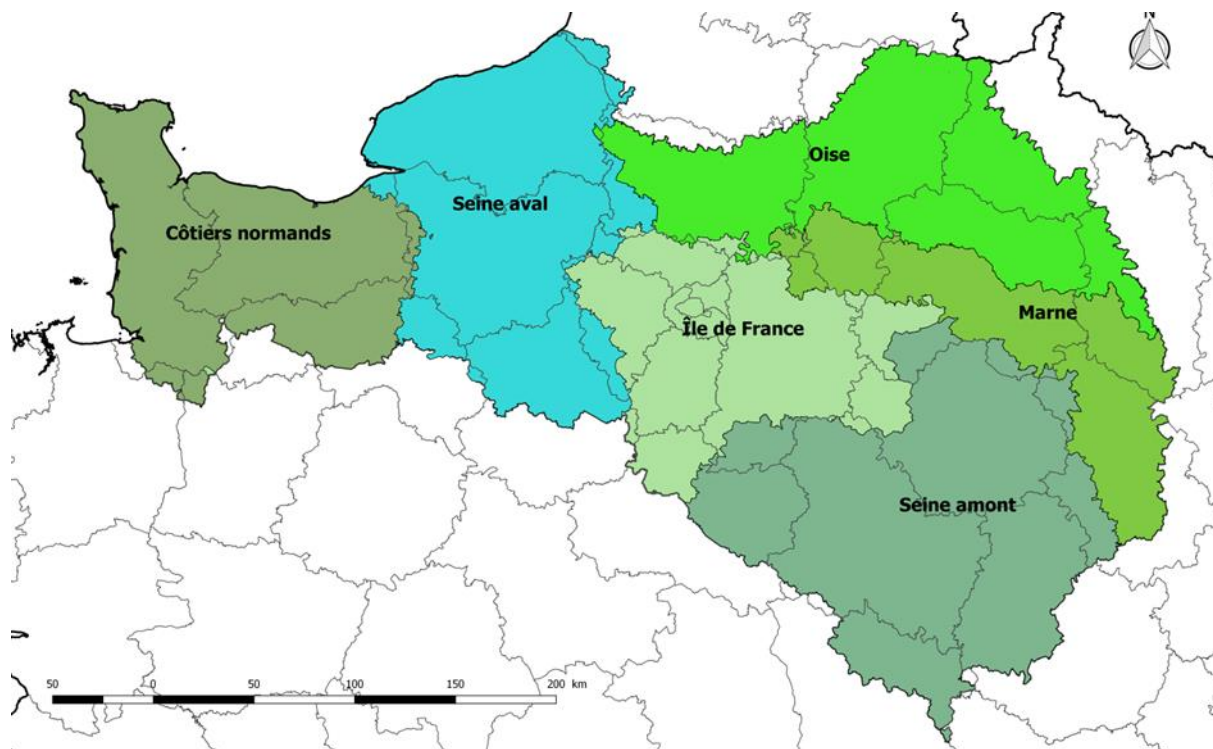 N
Oise
Seine aval
Côtiers normands
Île de France
Marne
Seine amont
50 0 50 100 150 200 km